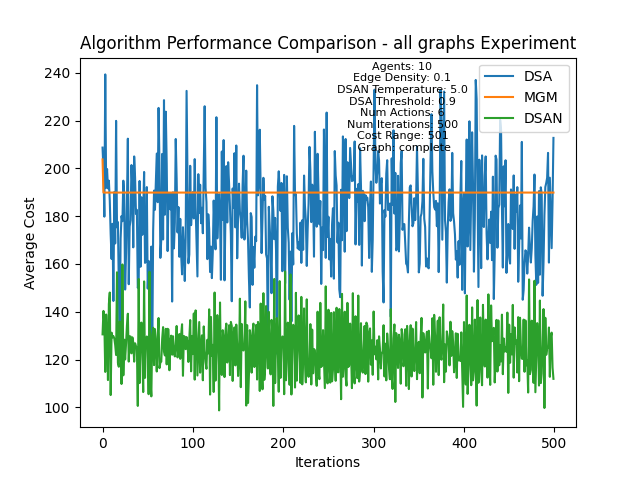 Algorithm Performance Comparison - all graphs Experiment
Agents: 10
Edge Density: 0.1
DSAN Temperature: 5.0
DSA Threshold: 0.9
Num Actions: 6
Num Iterations: 500
Cost Range: 501
Graph: complete
DSA
MGM
DSAN
Average Cost
240
220
200
180
160
140
120
100
0
100
200
300
400
500
Iterations